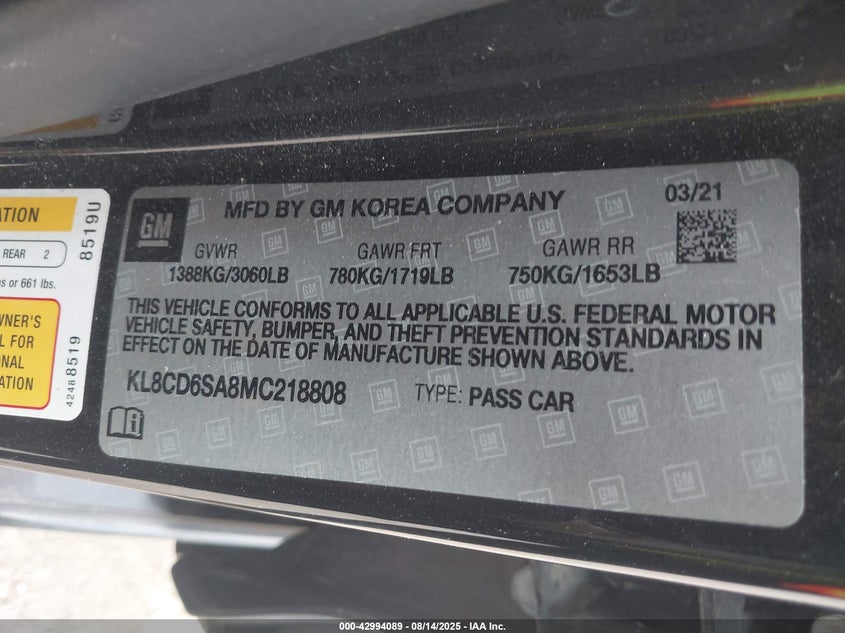 ATION
REAR 2
s or 661 lbs.
WNER'S
L FOR
ONAL
ATION
8519U
42488519
GM
MFD BY GM KOREA COMPANY
03/21
GVWR GAWR FRT GAWR RR
1388KG/3060LB 780KG/1719LB 750KG/1653LB
THIS VEHICLE CONFORMS TO ALL APPLICABLE U.S. FEDERAL MOTOR
VEHICLE SAFETY, BUMPER, AND THEFT PREVENTION STANDARDS IN
EFFECT ON THE DATE OF MANUFACTURE SHOWN ABOVE.
KL8CD6SA8MC218808 TYPE: PASS CAR
000-42994089 - 08/14/2025 - IAA Inc.